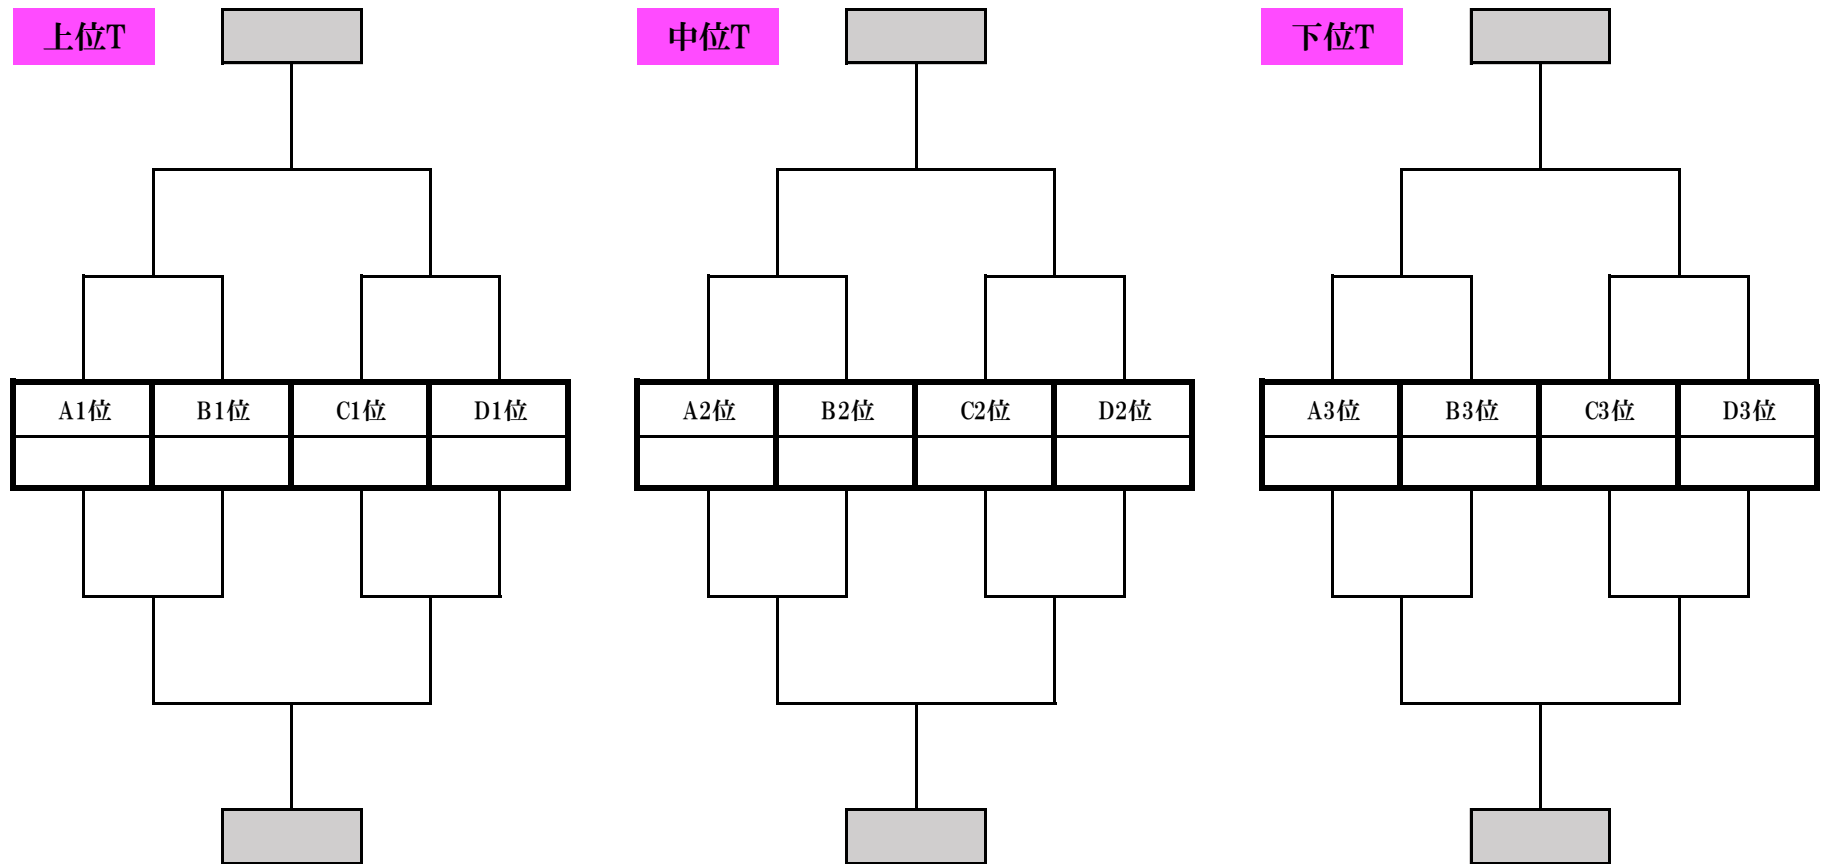 上位T
中位T
下位T
A1位 B1位 C1位 D1位
A2位 B2位 C2位 D2位
A3位 B3位 C3位 D3位